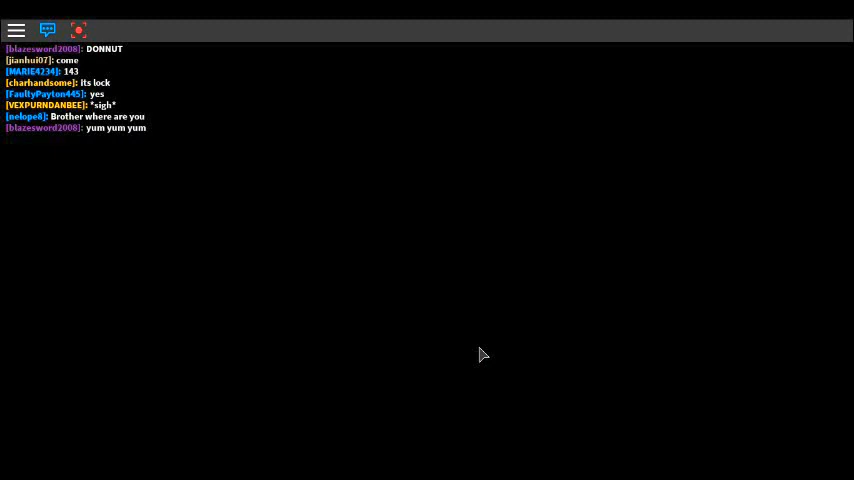 [blazesword2008]: DONNUT
[jianhui07]: come
[MARIE4234]: 143
[charhandsome]: its lock
[FaultyPayton445]: yes
[VEXPURNDANBEE]: *sigh*
[nelope8]: Brother where are you
[blazesword2008]: yum yum yum